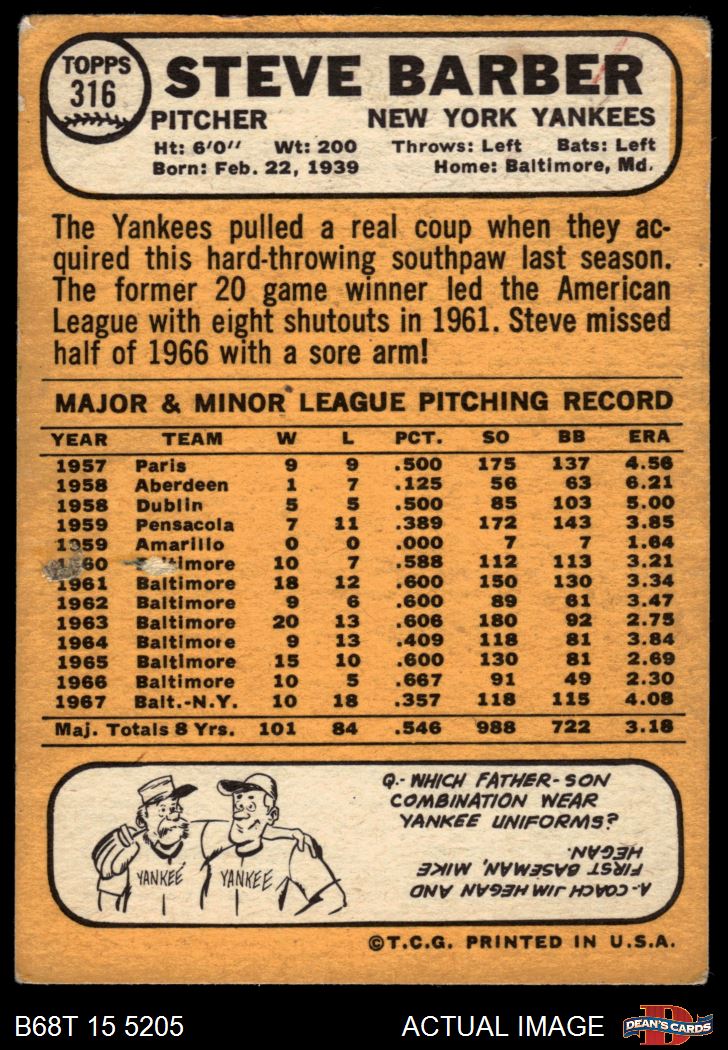 TOPPS
316
STEVE BARBER
PITCHER NEW YORK YANKEES
Ht: 6'0" Wt: 200 Throws: Left Bats: Left
Born: Feb. 22, 1939 Home: Baltimore, Md.
The Yankees pulled a real coup when they ac-
quired this hard-throwing southpaw last season.
The former 20 game winner led the American
League with eight shutouts in 1961. Steve missed
half of 1966 with a sore arm!
MAJOR & MINOR LEAGUE PITCHING RECORD
YEAR TEAM W L PCT. SO BB ERA
1957 Paris 9 9 .500 175 137 4.56
1958 Aberdeen 1 7 .125 56 63 6.21
1958 Dublin 5 5 .500 85 103 5.00
1959 Pensacola 7 11 .389 172 143 3.85
1959 Amarillo 0 0 .000 7 7 1.64
1960 Baltimore 10 7 .588 112 113 3.21
1961 Baltimore 18 12 .600 150 130 3.34
1962 Baltimore 9 6 .600 89 61 3.47
1963 Baltimore 20 13 .606 180 92 2.75
1964 Baltimore 9 13 .409 118 81 3.84
1965 Baltimore 15 10 .600 130 81 2.69
1966 Baltimore 10 5 .667 91 49 2.30
1967 Balt.-N.Y. 10 18 .357 118 115 4.08
Maj. Totals 8 Yrs. 101 84 .546 988 722 3.18
Q.- WHICH FATHER-SON
COMBINATION WEAR
YANKEE UNIFORMS?
A.- COACH JIM HEGAN AND
FIRST BASEMAN, MIKE
HEGAN.
YANKEE YANKEE
©T.C.G. PRINTED IN U.S.A.
B68T 15 5205 ACTUAL IMAGE
D
DEAN'S CARDS